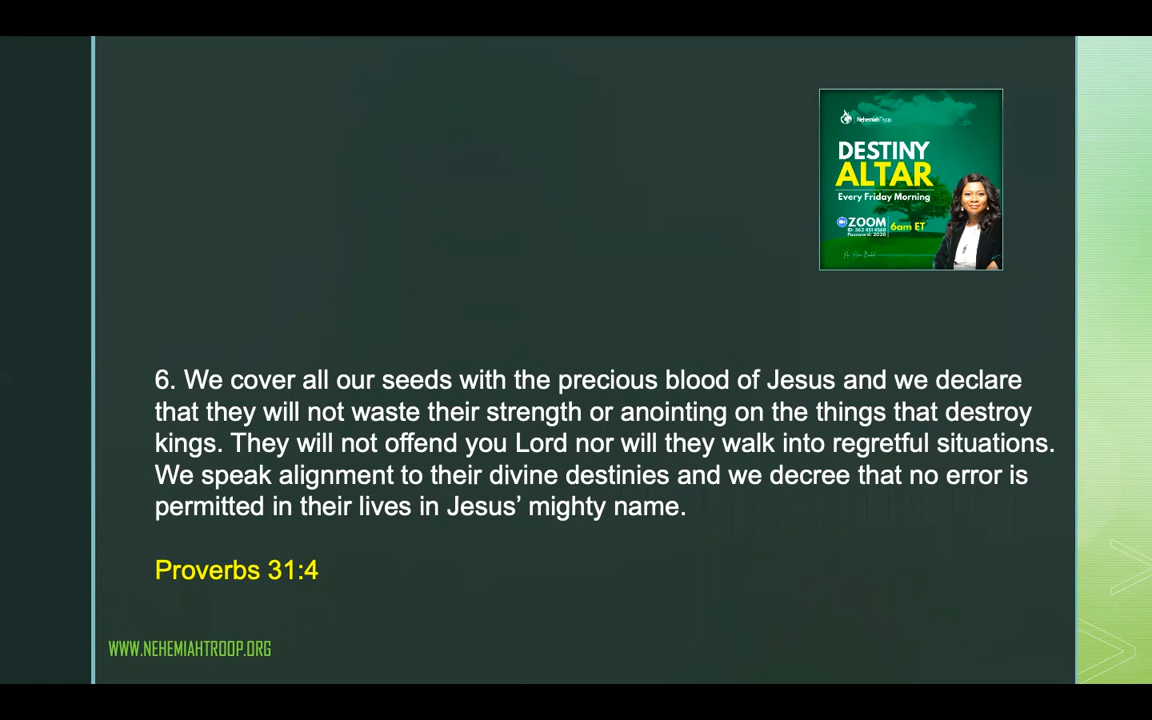 NehemiahTroop
DESTINY
ALTAR
Every Friday Morning
ZOOM
6am ET
Password: 2020
6. We cover all our seeds with the precious blood of Jesus and we declare
that they will not waste their strength or anointing on the things that destroy
kings. They will not offend you Lord nor will they walk into regretful situations.
We speak alignment to their divine destinies and we decree that no error is
permitted in their lives in Jesus’ mighty name.
Proverbs 31:4
WWW.NEHEMIAHTROOP.ORG